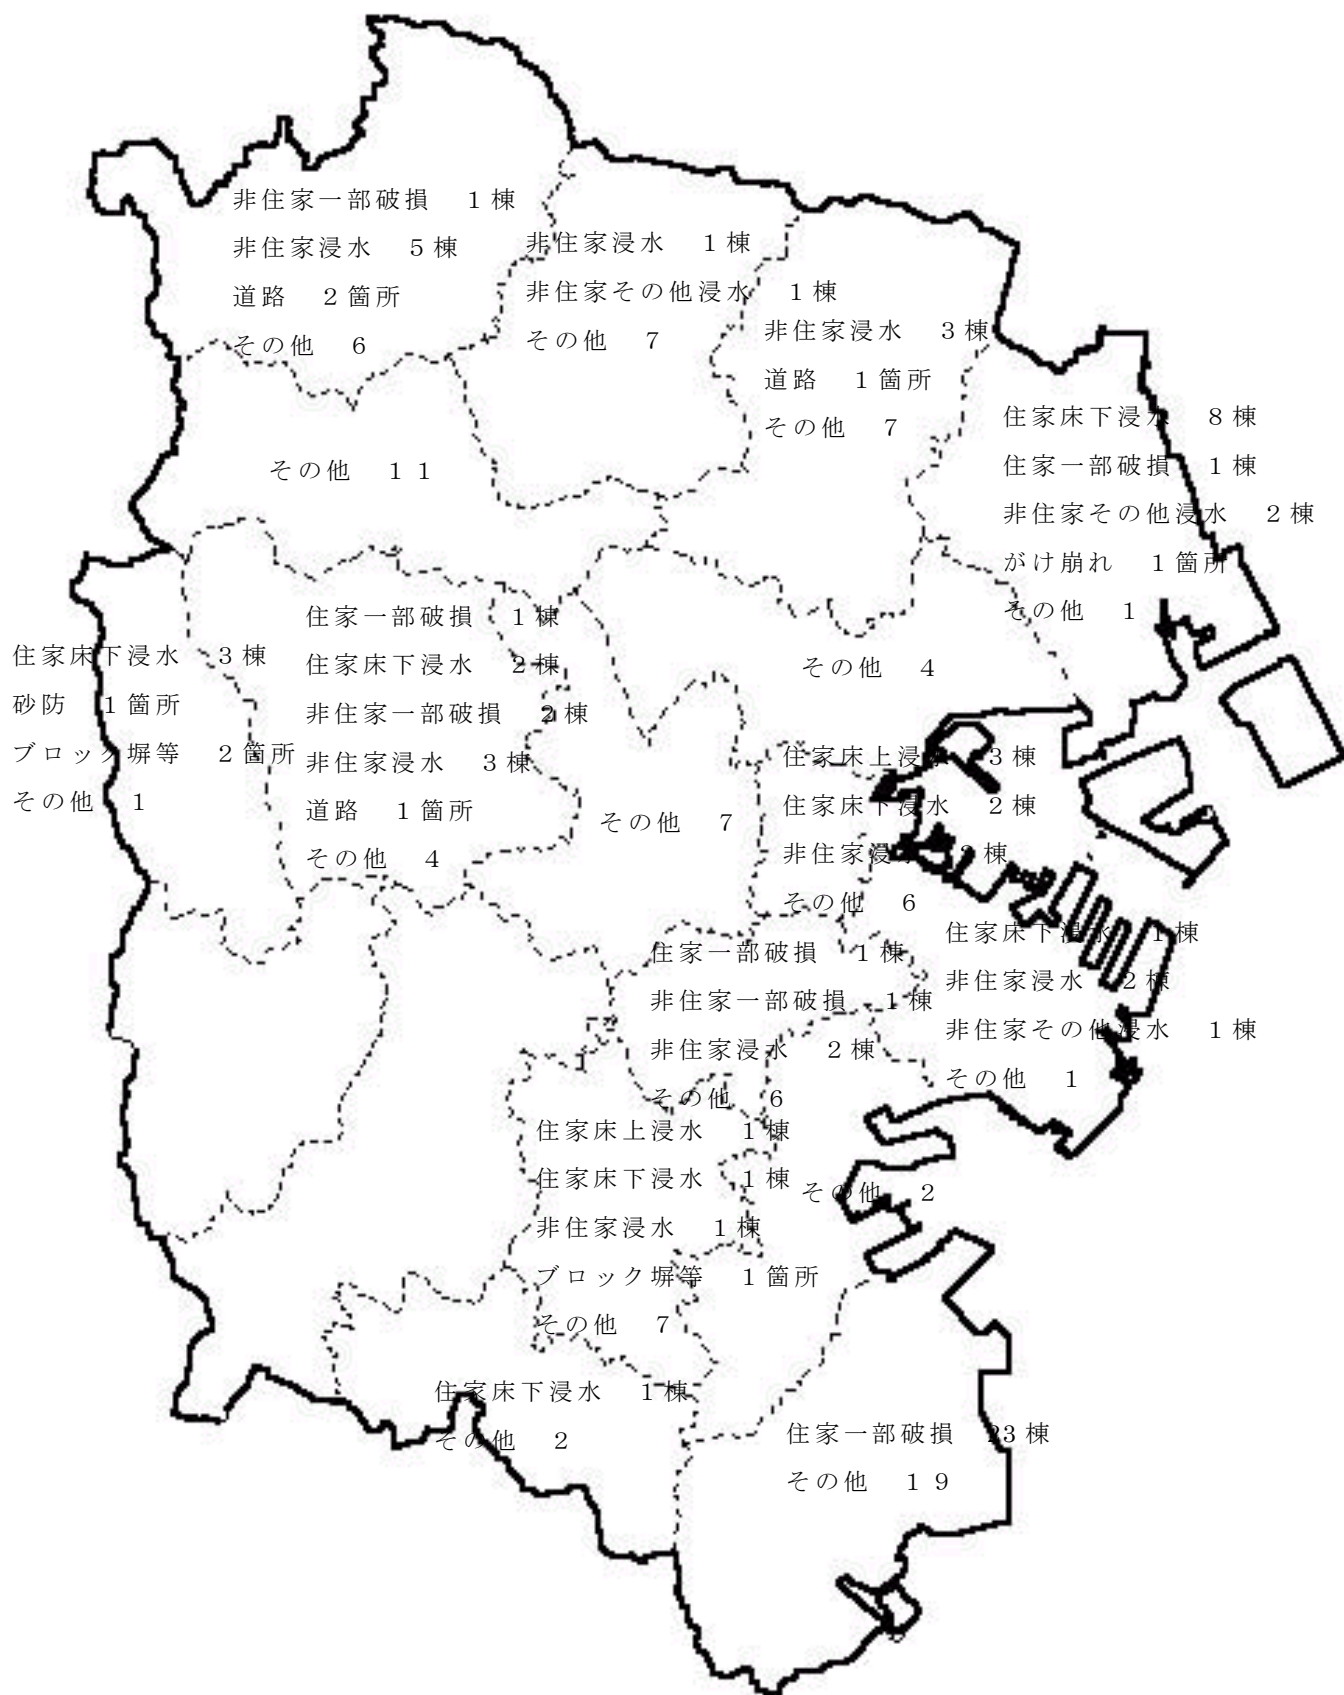 非住家一部破損　１棟
非住家浸水　５棟
道路　２箇所
その他　６
非住家浸水　１棟
非住家その他浸水　１棟
その他　７
非住家浸水　３棟
道路　１箇所
その他　７
住家床下浸水　８棟
住家一部破損　１棟
非住家その他浸水　２棟
がけ崩れ　１箇所
その他　１
その他　１１
住家床下浸水　３棟
砂防　１箇所
ブロック塀等　２箇所
その他　１
住家一部破損　１棟
住家床下浸水　２棟
非住家一部破損　２棟
非住家浸水　３棟
道路　１箇所
その他　４
その他　４
その他　７
住家床上浸水　３棟
住家床下浸水　２棟
非住家浸水　棟
その他　６
住家床下浸水　１棟
非住家浸水　２棟
非住家その他浸水　１棟
その他　１
住家一部破損　１棟
非住家一部破損　１棟
非住家浸水　２棟
その他　６
住家床上浸水　１棟
住家床下浸水　１棟
非住家浸水　１棟
ブロック塀等　１箇所
その他　７
その他　２
住家床下浸水　１棟
その他　２
住家一部破損　23棟
その他　１９